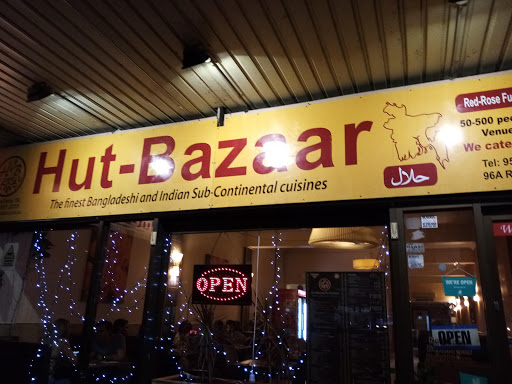 Hut-Bazaar
The finest Bangladeshi and Indian Sub-Continental cuisines
حلال
Red-Rose Fu
50-500 peo
Venue
We cate
Tel: 95
96A R
OPEN
WE'RE OPEN
OPEN